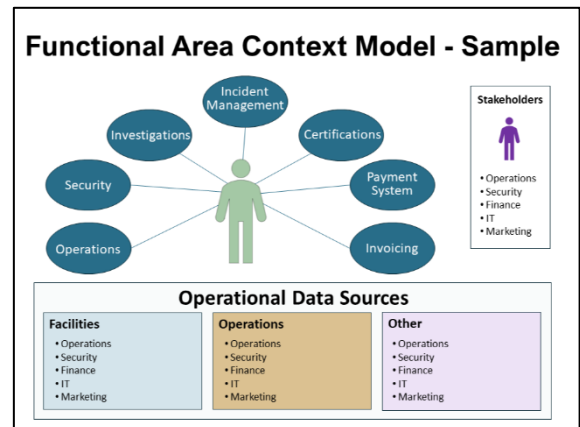 Functional Area Context Model - Sample
Incident
Management
Investigations
Certifications
Security
Payment
System
Operations
Invoicing
Stakeholders
• Operations
• Security
• Finance
• IT
• Marketing
Operational Data Sources
Facilities
• Operations
• Security
• Finance
• IT
• Marketing
Operations
• Operations
• Security
• Finance
• IT
• Marketing
Other
• Operations
• Security
• Finance
• IT
• Marketing